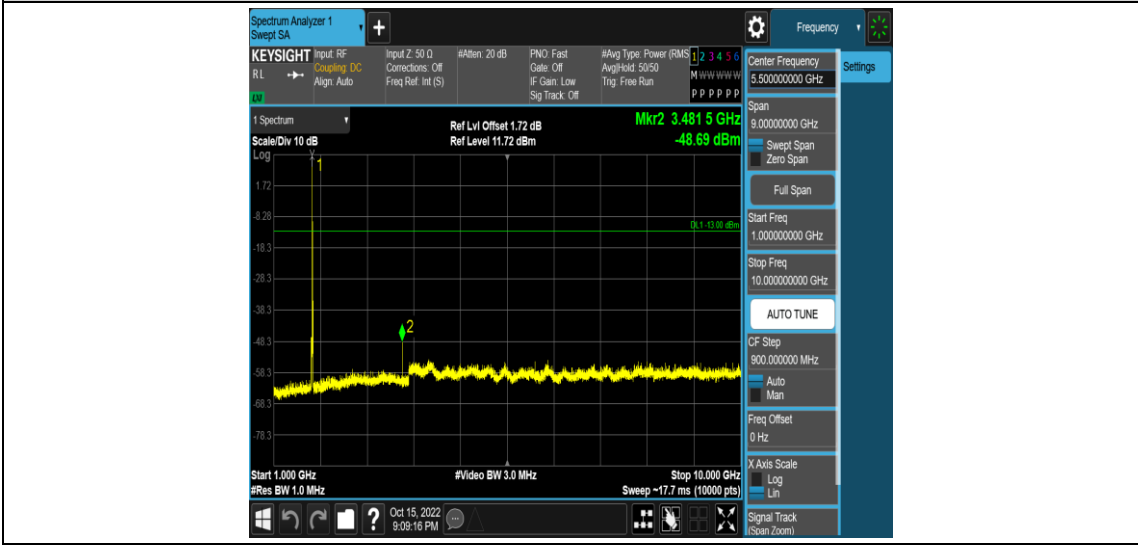 Spectrum Analyzer 1
Swept SA
+
Frequency
KEYSIGHT Input: RF Input Z: 50 Ω #Atten: 20 dB PNO: Fast #Avg Type: Power (RMS 1 2 3 4 5 6
RL Coupling: DC Corrections: Off Gate: Off Avg|Hold: 50/50 M W W W W W
Align: Auto Freq Ref: Int (S) IF Gain: Low Trig: Free Run
Sig Track: Off P P P P P P
LM
1 Spectrum
Ref Lvl Offset 1.72 dB Mkr2 3.481 5 GHz
Scale/Div 10 dB Ref Level 11.72 dBm -48.69 dBm
Log
1
1.72
-8.28
DL1 -13.00 dBm
-18.3
-28.3
-38.3
2
-48.3
-58.3
-68.3
-78.3
Start 1.000 GHz #Video BW 3.0 MHz Stop 10.000 GHz
#Res BW 1.0 MHz Sweep ~17.7 ms (10000 pts)
Center Frequency
5.500000000 GHz
Settings
Span
9.00000000 GHz
Swept Span
Zero Span
Full Span
Start Freq
1.000000000 GHz
Stop Freq
10.000000000 GHz
AUTO TUNE
CF Step
900.000000 MHz
Auto
Man
Freq Offset
0 Hz
X Axis Scale
Log
Lin
Signal Track
(Span Zoom)
?
Oct 15, 2022
9:09:16 PM